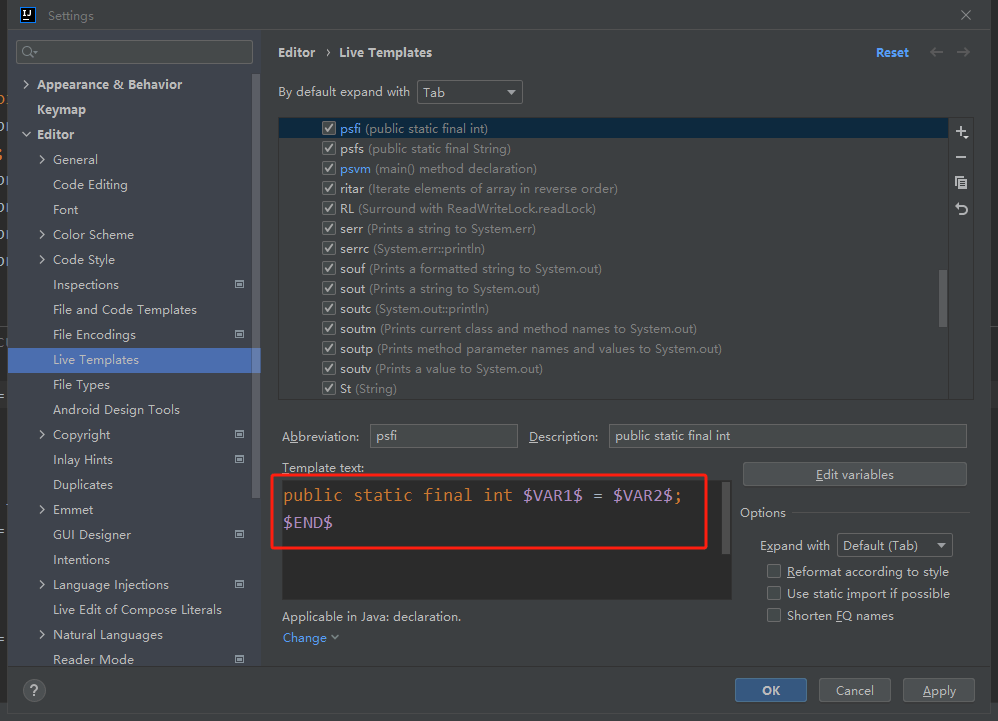 Settings
Editor › Live Templates
Reset
By default expand with Tab
Appearance & Behavior
Keymap
Editor
General
Code Editing
Font
Color Scheme
Code Style
Inspections
File and Code Templates
File Encodings
Live Templates
File Types
Android Design Tools
Copyright
Inlay Hints
Duplicates
Emmet
GUI Designer
Intentions
Language Injections
Live Edit of Compose Literals
Natural Languages
Reader Mode
psfi (public static final int)
psfs (public static final String)
psvm (main() method declaration)
ritar (Iterate elements of array in reverse order)
RL (Surround with ReadWriteLock.readLock)
serr (Prints a string to System.err)
serrc (System.err::println)
souf (Prints a formatted string to System.out)
sout (Prints a string to System.out)
soutc (System.out::println)
soutm (Prints current class and method names to System.out)
soutp (Prints method parameter names and values to System.out)
soutv (Prints a value to System.out)
St (String)
Abbreviation: psfi Description: public static final int
Template text:
public static final int $VAR1$ = $VAR2$;
$END$
Edit variables
Options
Expand with Default (Tab)
Reformat according to style
Use static import if possible
Shorten FQ names
Applicable in Java: declaration.
Change
?
OK
Cancel
Apply